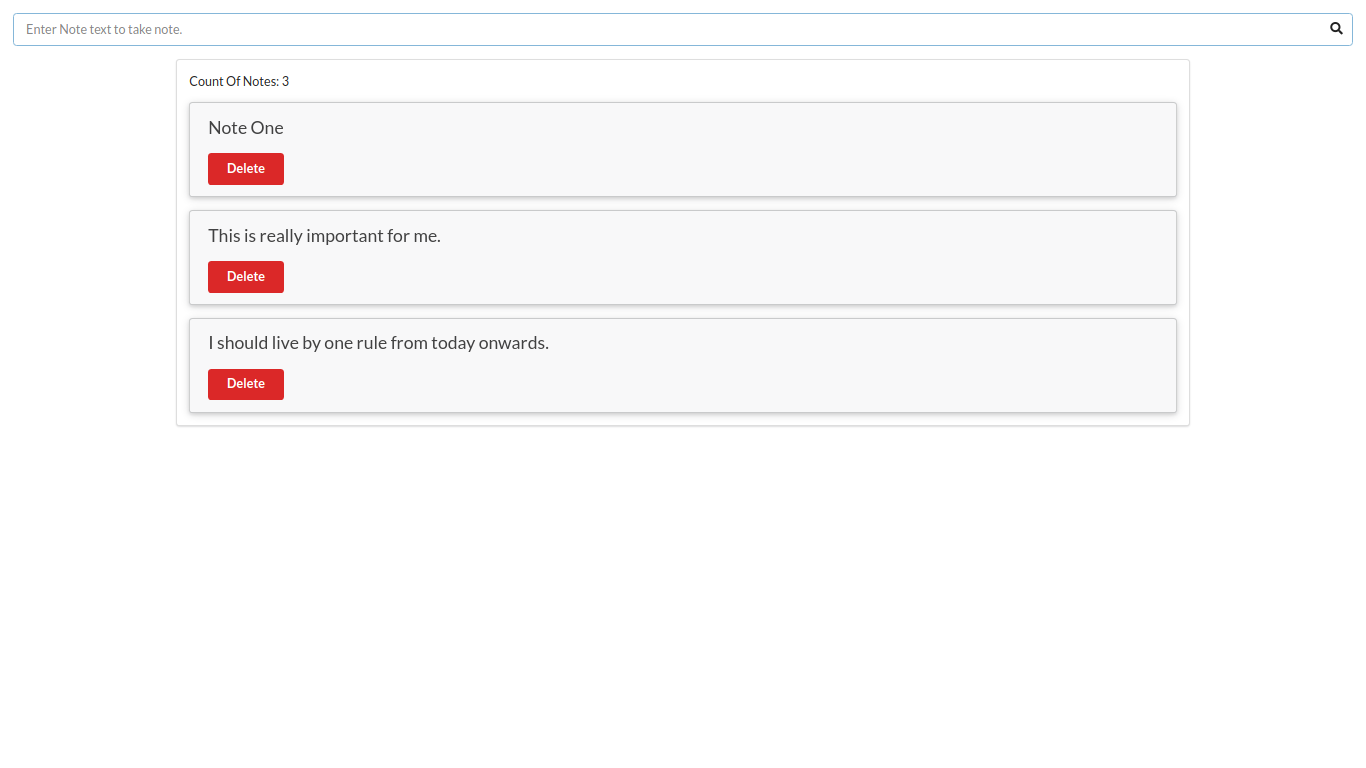 Enter Note text to take note.
Count Of Notes: 3
Note One
Delete
This is really important for me.
Delete
I should live by one rule from today onwards.
Delete